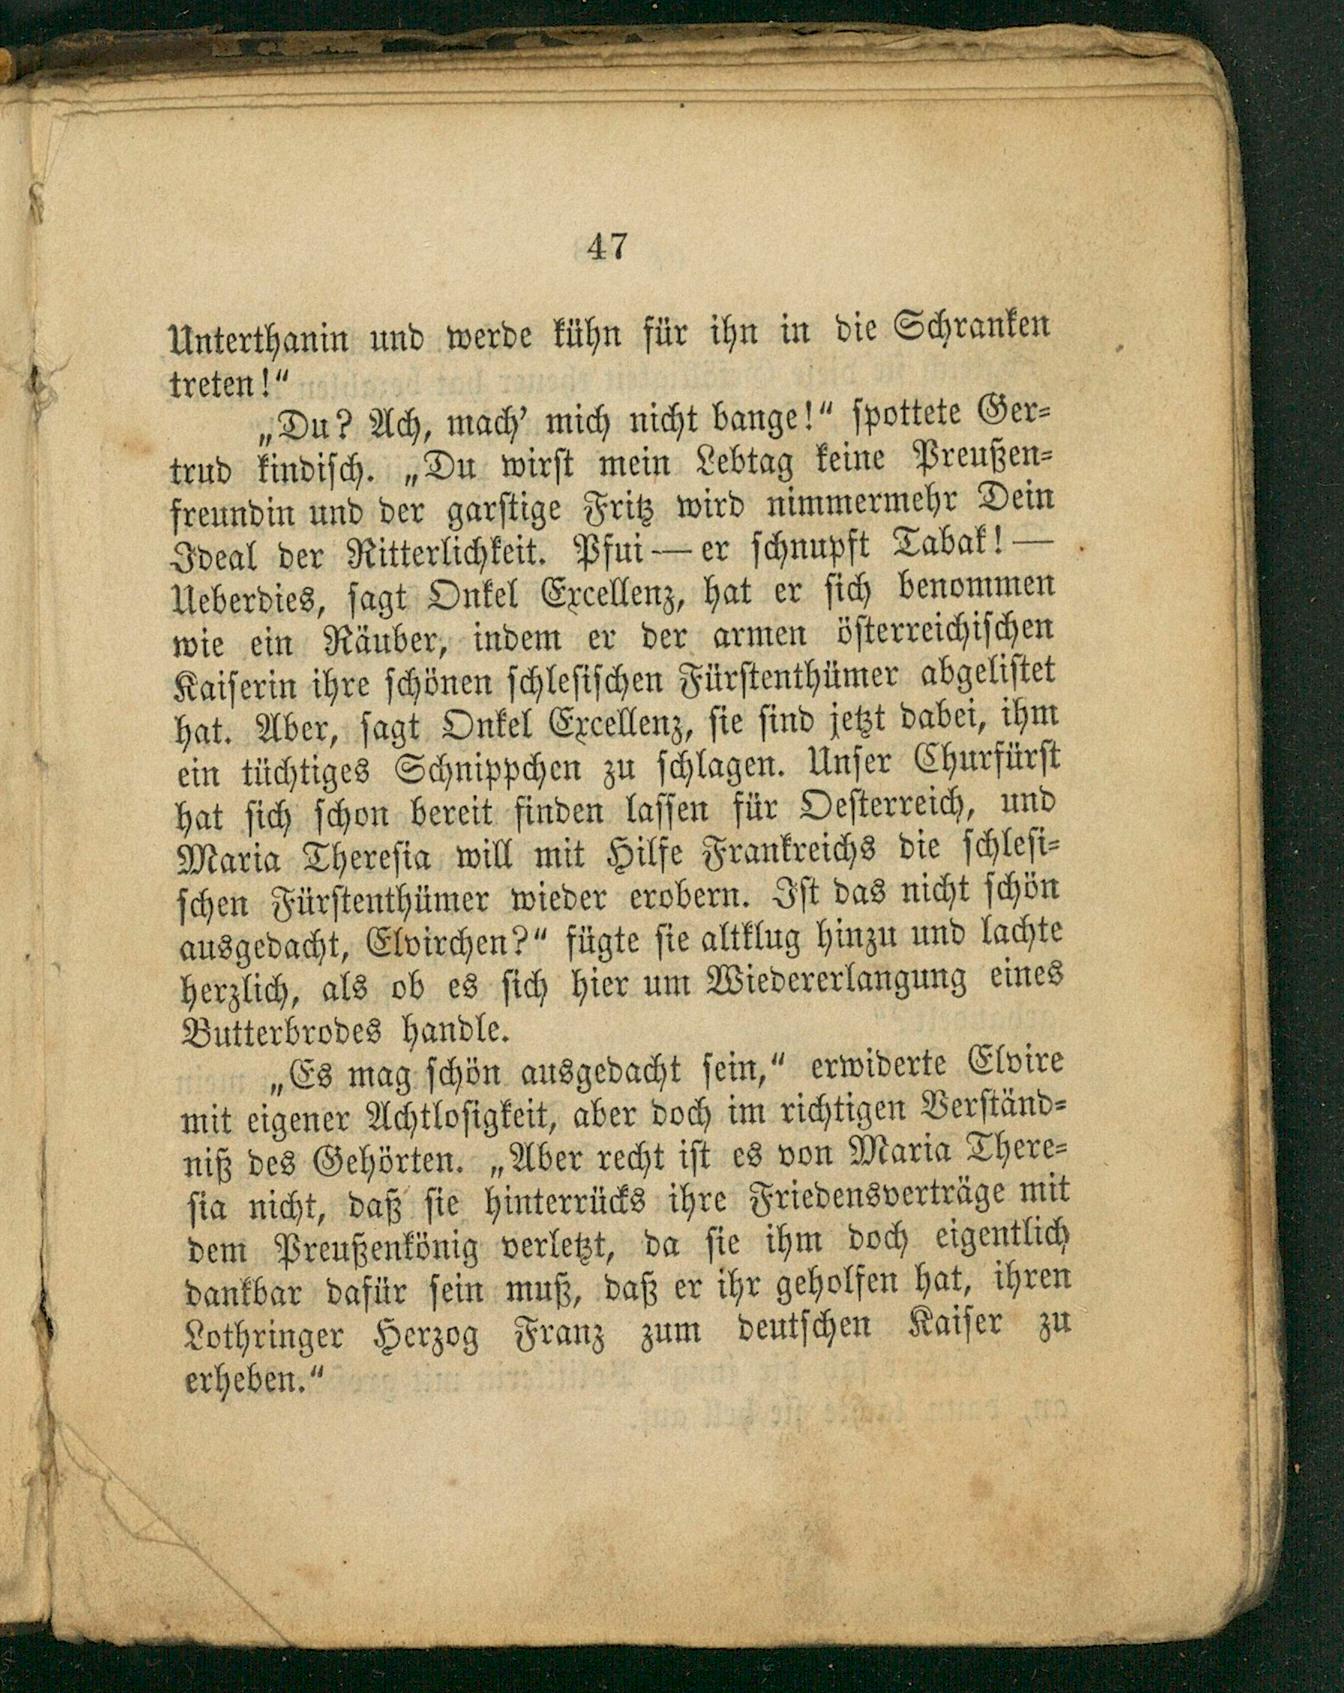 47
Unterthanin und werde kühn für ihn in die Schranken
treten!“
„Du? Ach, mach’ mich nicht bange!“ spottete Ger-
trud kindisch. „Du wirst mein Lebtag keine Preußen-
freundin und der garstige Fritz wird nimmermehr Dein
Ideal der Ritterlichkeit. Pfui — er schnupft Tabak! —
Ueberdies, sagt Onkel Excellenz, hat er sich benommen
wie ein Räuber, indem er der armen österreichischen
Kaiserin ihre schönen schlesischen Fürstenthümer abgelistet
hat. Aber, sagt Onkel Excellenz, sie sind jetzt dabei, ihm
ein tüchtiges Schnippchen zu schlagen. Unser Churfürst
hat sich schon bereit finden lassen für Oesterreich, und
Maria Theresia will mit Hilfe Frankreichs die schlesi-
schen Fürstenthümer wieder erobern. Ist das nicht schön
ausgedacht, Elvirchen?“ fügte sie altklug hinzu und lachte
herzlich, als ob es sich hier um Wiedererlangung eines
Butterbrodes handle.
„Es mag schön ausgedacht sein,“ erwiderte Elvire
mit eigener Achtlosigkeit, aber doch im richtigen Verständ-
niß des Gehörten. „Aber recht ist es von Maria There-
sia nicht, daß sie hinterrücks ihre Friedensverträge mit
dem Preußenkönig verletzt, da sie ihm doch eigentlich
dankbar dafür sein muß, daß er ihr geholfen hat, ihren
Lothringer Herzog Franz zum deutschen Kaiser zu
erheben.“